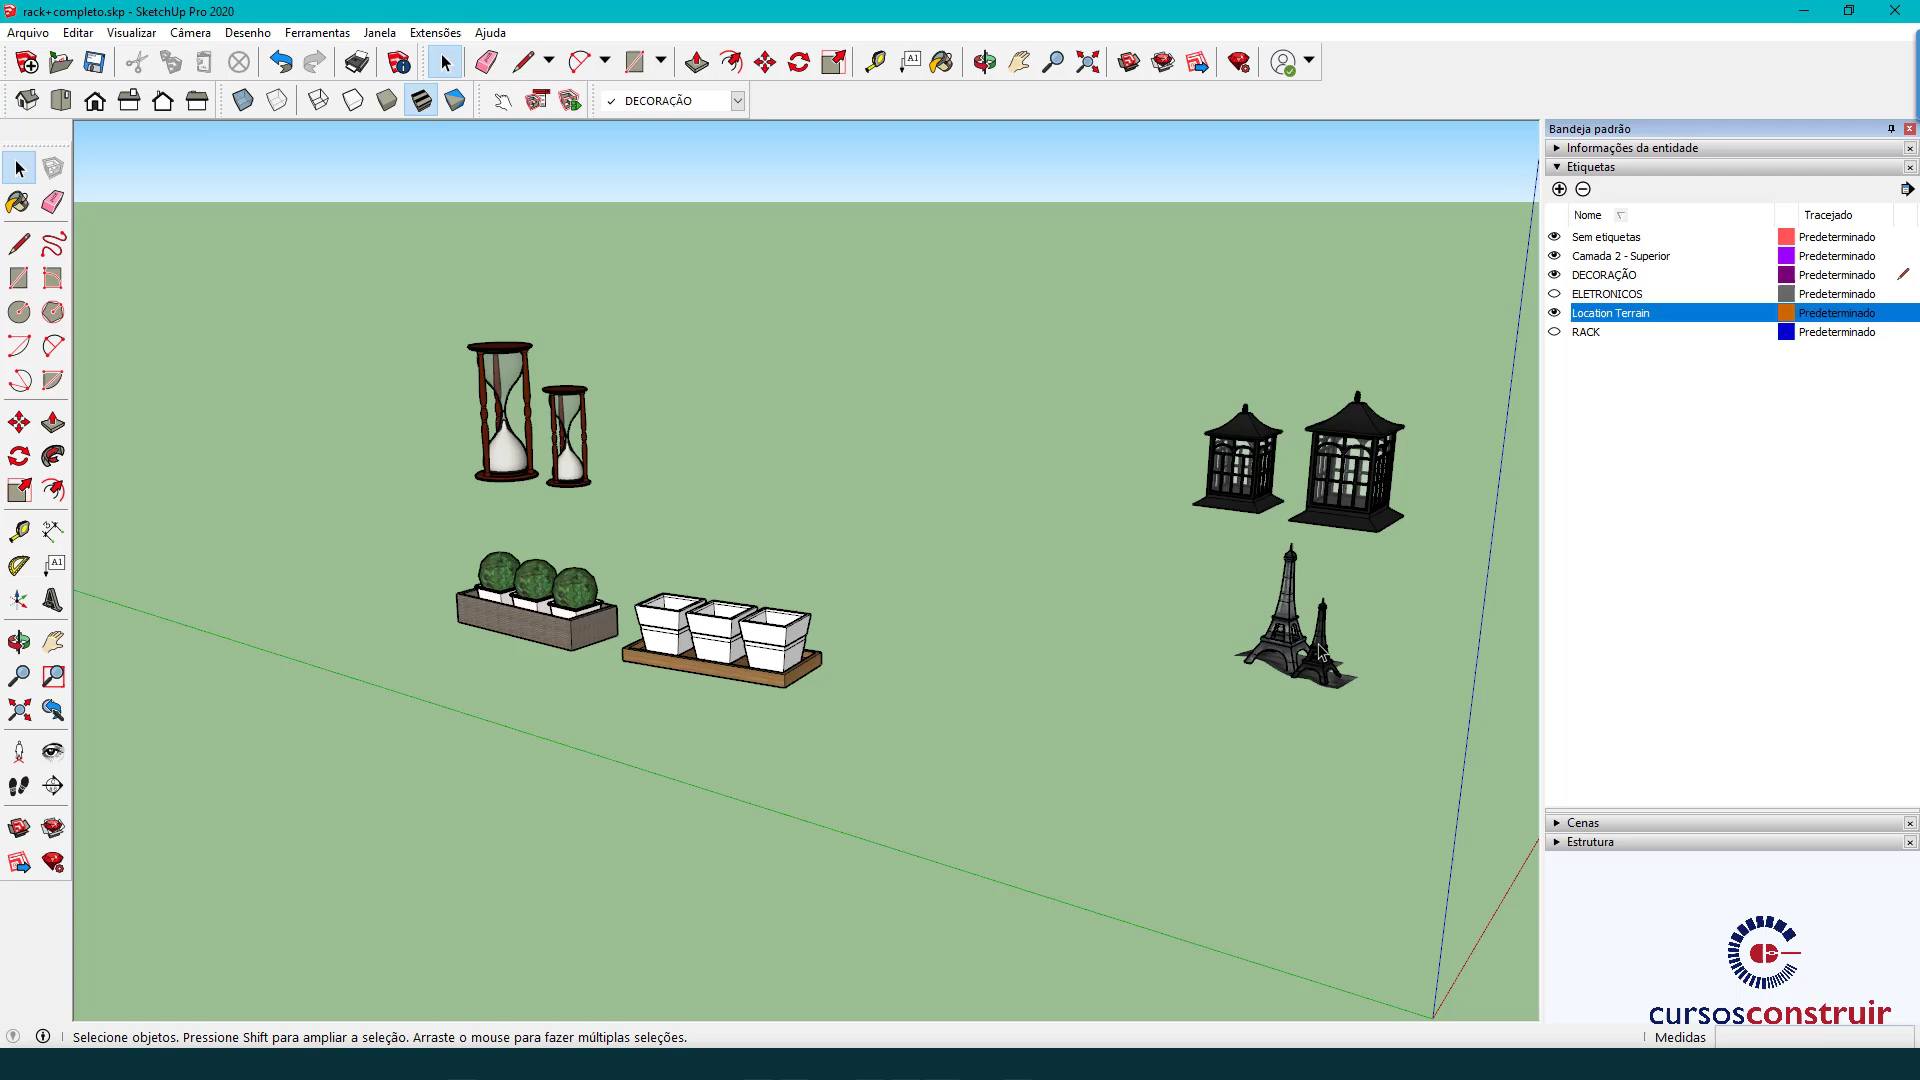 rack+completo.skp - SketchUp Pro 2020
Arquivo Editar Visualizar Câmera Desenho Ferramentas Janela Extensões Ajuda
A1
DECORAÇÃO
Bandeja padrão
Informações da entidade
Etiquetas
Nome Tracejado
Sem etiquetas Predeterminado
Camada 2 - Superior Predeterminado
DECORAÇÃO Predeterminado
ELETRONICOS Predeterminado
Location Terrain Predeterminado
RACK Predeterminado
A1
Cenas
Estrutura
cursosconstruir
Selecione objetos. Pressione Shift para ampliar a seleção. Arraste o mouse para fazer múltiplas seleções.
Medidas